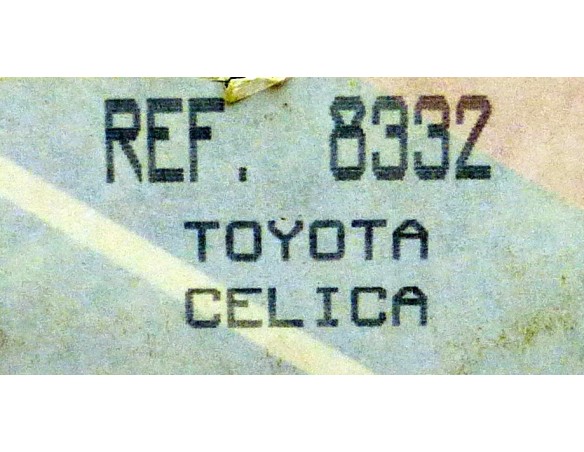 REF. 8332
TOYOTA
CELICA